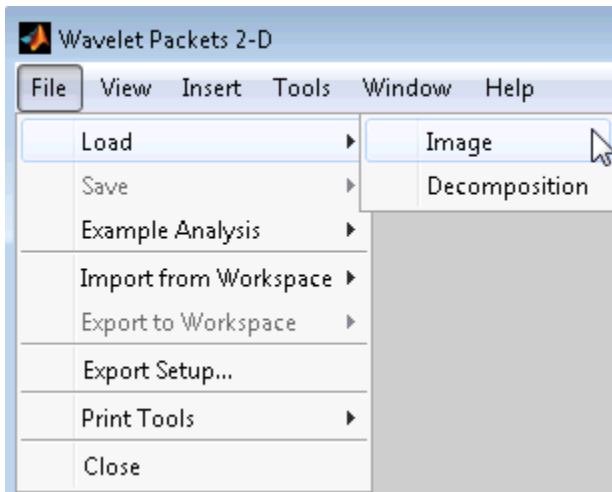 Wavelet Packets 2-D
File View Insert Tools Window Help
Load Image
Save Decomposition
Example Analysis
Import from Workspace
Export to Workspace
Export Setup...
Print Tools
Close